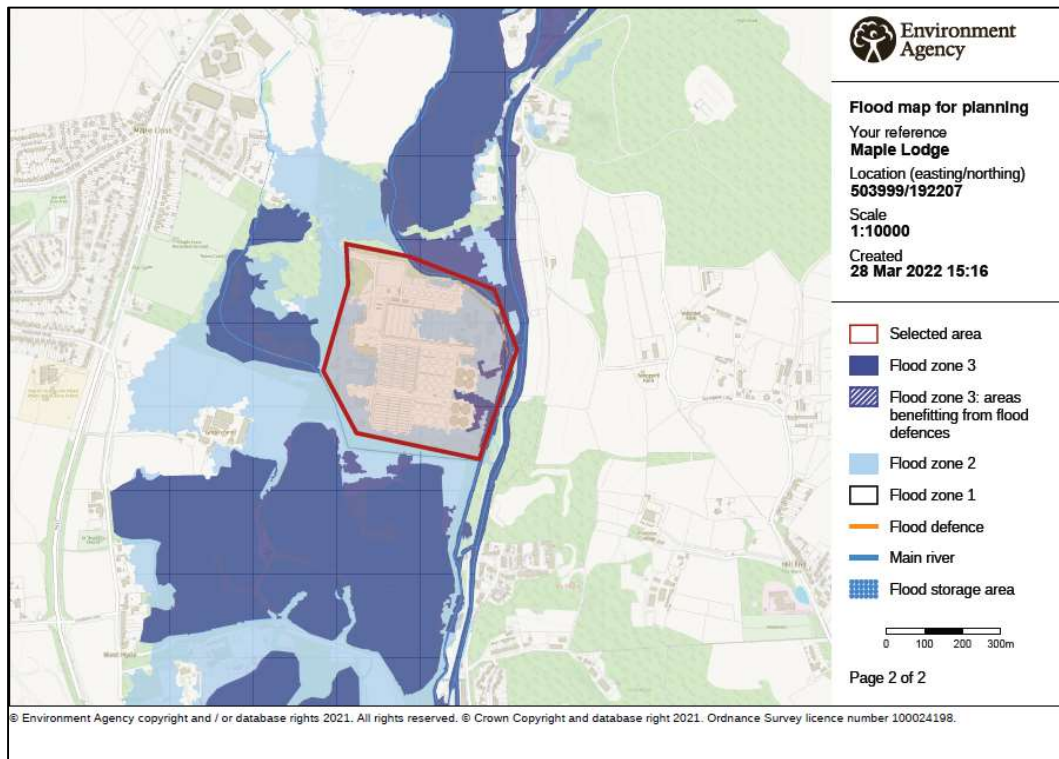 Environment
Agency
Flood map for planning
Your reference
Maple Lodge
Location (easting/northing)
503999/192207
Scale
1:10000
Created
28 Mar 2022 15:16
Selected area
Flood zone 3
Flood zone 3: areas
benefitting from flood
defences
Flood zone 2
Flood zone 1
Flood defence
Main river
Flood storage area
0 100 200 300m
Page 2 of 2
Maple Cross
West Hyde
© Environment Agency copyright and / or database rights 2021. All rights reserved. © Crown Copyright and database right 2021. Ordnance Survey licence number 100024198.